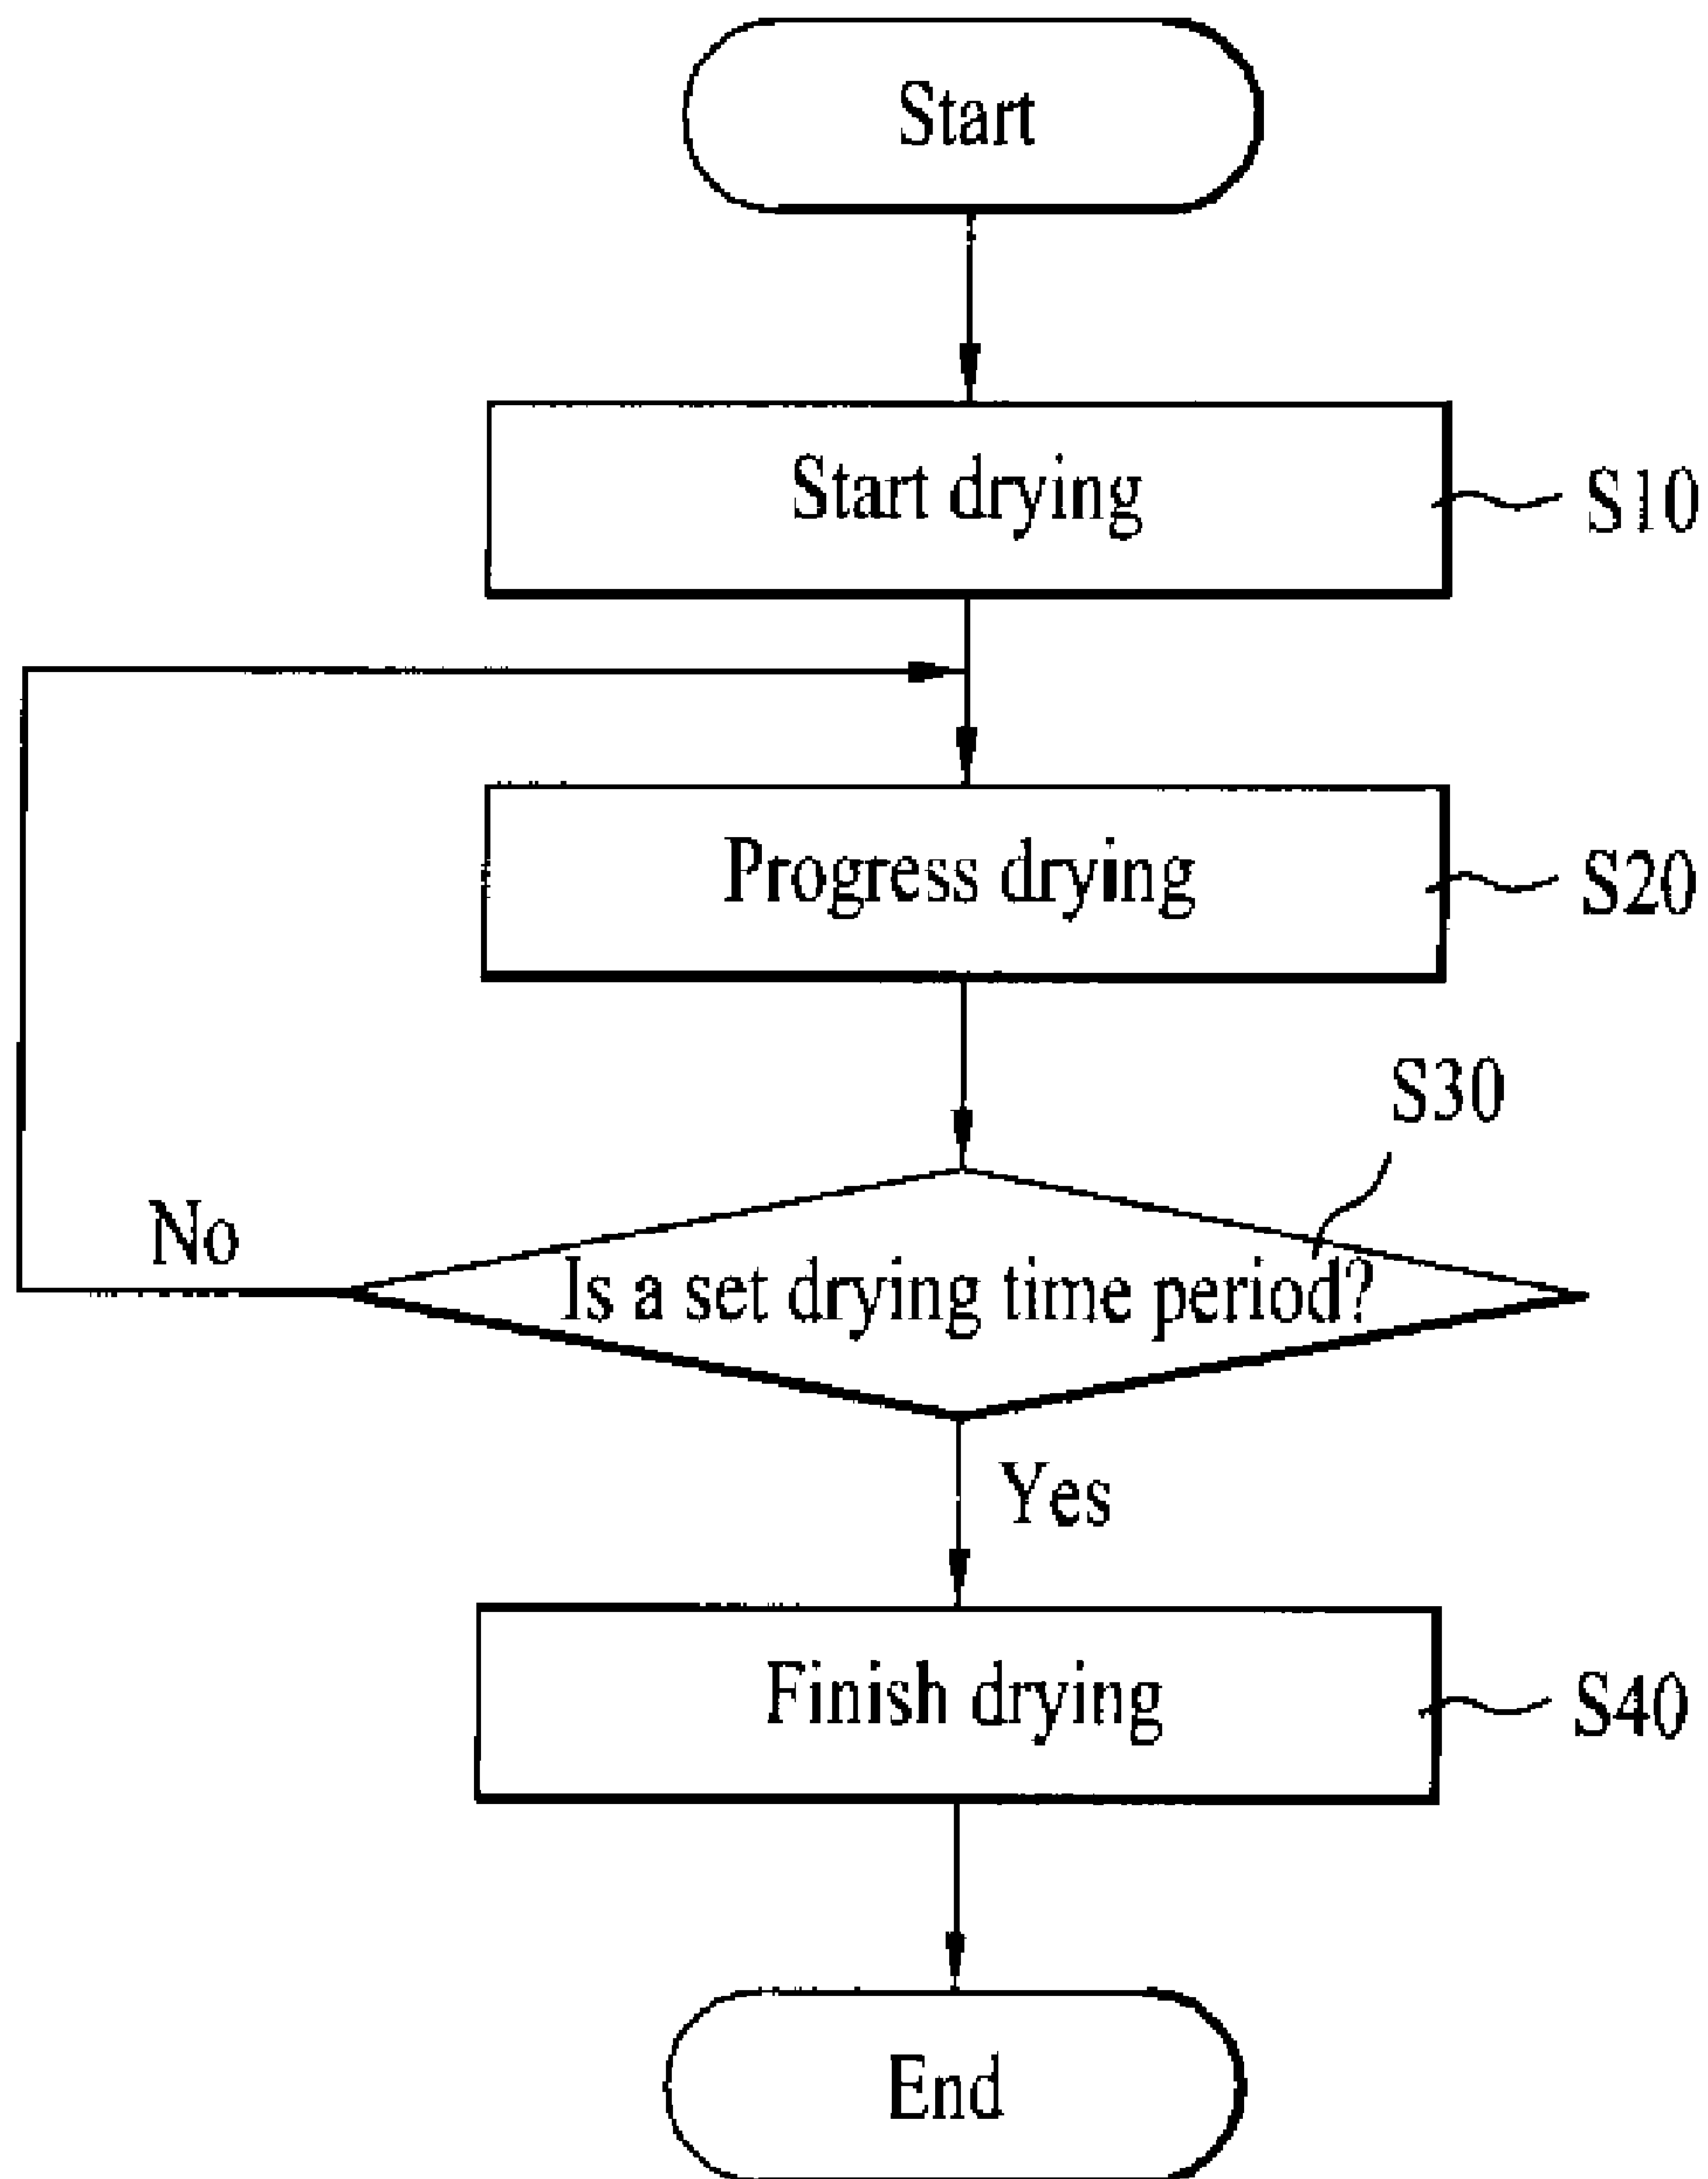 Start
Start drying
S10
Progress drying
S20
S30
No
Is a set drying time period?
Yes
Finish drying
S40
End